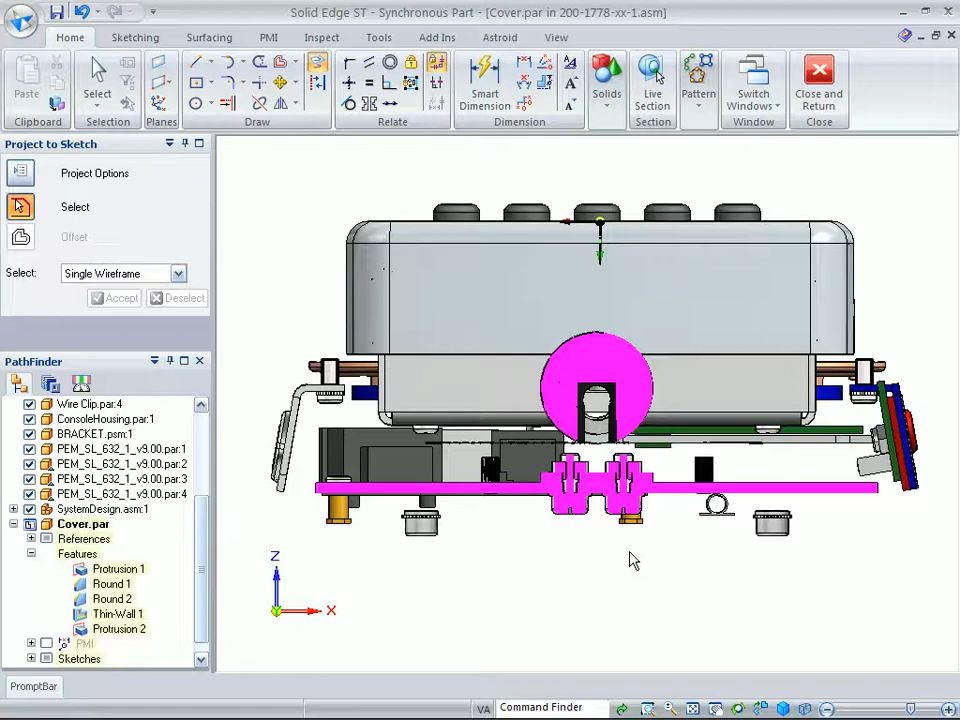 Solid Edge ST - Synchronous Part - [Cover.par in 200-1778-xx-1.asm]
Home
Sketching
Surfacing
PMI
Inspect
Tools
Add Ins
Astroid
View
Paste
Select
Smart
Dimension
Solids
Live
Section
Pattern
Switch
Windows
Close and
Return
Clipboard
Selection
Planes
Draw
Relate
Dimension
Section
Window
Close
Project to Sketch
Project Options
Select
Offset
Select:
Single Wireframe
Accept
Deselect
PathFinder
Wire Clip.par:4
ConsoleHousing.par:1
BRACKET.psm:1
PEM_SL_632_1_v9.00.par:1
PEM_SL_632_1_v9.00.par:2
PEM_SL_632_1_v9.00.par:3
PEM_SL_632_1_v9.00.par:4
SystemDesign.asm:1
Cover.par
References
Features
Protrusion 1
Round 1
Round 2
Thin-Wall 1
Protrusion 2
PMI
Sketches
PromptBar
Z
X
VA
Command Finder